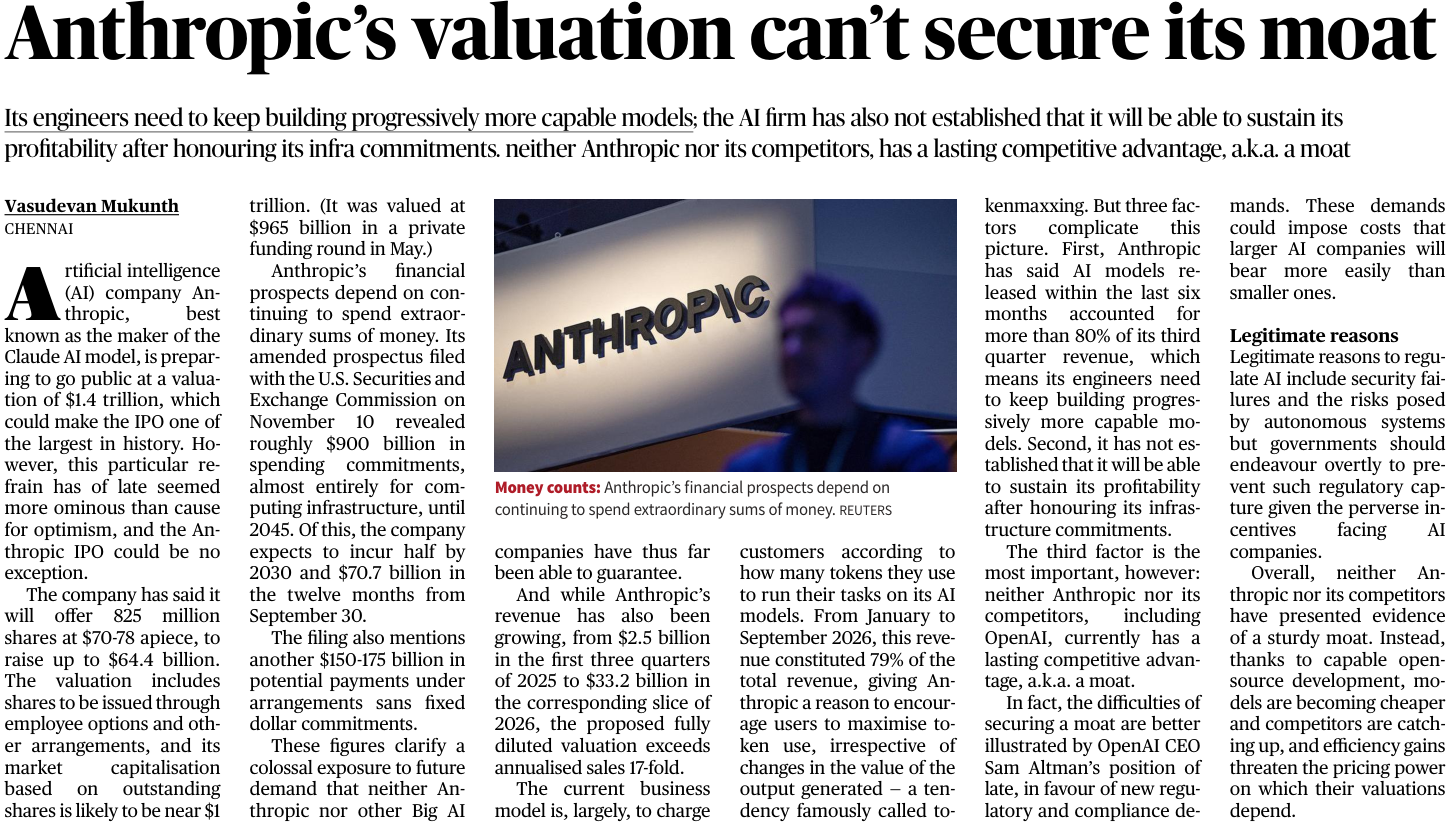 Anthropic's valuation can't secure its moat
Its engineers need to keep building progressively more capable models; the AI firm has also not established that it will be able to sustain its
profitability after honouring its infra commitments. neither Anthropic nor its competitors, has a lasting competitive advantage, a.k.a. a moat
Vasudevan Mukunth
CHENNAI
Artificial intelligence
(AI) company An-
thropic, best
known as the maker of the
Claude AI model, is prepar-
ing to go public at a valua-
tion of $1.4 trillion, which
could make the IPO one of
the largest in history. Ho-
wever, this particular re-
frain has of late seemed
more ominous than cause
for optimism, and the An-
thropic IPO could be no
exception.
The company has said it
will offer 825 million
shares at $70-78 apiece, to
raise up to $64.4 billion.
The valuation includes
shares to be issued through
employee options and oth-
er arrangements, and its
market capitalisation
based on outstanding
shares is likely to be near $1
trillion. (It was valued at
$965 billion in a private
funding round in May.)
Anthropic's financial
prospects depend on con-
tinuing to spend extraor-
dinary sums of money. Its
amended prospectus filed
with the U.S. Securities and
Exchange Commission on
November 10 revealed
roughly $900 billion in
spending commitments,
almost entirely for com-
puting infrastructure, until
2045. Of this, the company
expects to incur half by
2030 and $70.7 billion in
the twelve months from
September 30.
The filing also mentions
another $150-175 billion in
potential payments under
arrangements sans fixed
dollar commitments.
These figures clarify a
colossal exposure to future
demand that neither An-
thropic nor other Big AI
ANTHROP\C
Money counts: Anthropic's financial prospects depend on
continuing to spend extraordinary sums of money. REUTERS
companies have thus far
been able to guarantee.
And while Anthropic's
revenue has also been
growing, from $2.5 billion
in the first three quarters
of 2025 to $33.2 billion in
the corresponding slice of
2026, the proposed fully
diluted valuation exceeds
annualised sales 17-fold.
The current business
model is, largely, to charge
customers according to
how many tokens they use
to run their tasks on its AI
models. From January to
September 2026, this reve-
nue constituted 79% of the
total revenue, giving An-
thropic a reason to encour-
age users to maximise to-
ken use, irrespective of
changes in the value of the
output generated — a ten-
dency famously called to-
kenmaxxing. But three fac-
tors complicate this
picture. First, Anthropic
has said AI models re-
leased within the last six
months accounted for
more than 80% of its third
quarter revenue, which
means its engineers need
to keep building progres-
sively more capable mo-
dels. Second, it has not es-
tablished that it will be able
to sustain its profitability
after honouring its infras-
tructure commitments.
The third factor is the
most important, however:
neither Anthropic nor its
competitors, including
OpenAI, currently has a
lasting competitive advan-
tage, a.k.a. a moat.
In fact, the difficulties of
securing a moat are better
illustrated by OpenAI CEO
Sam Altman's position of
late, in favour of new regu-
latory and compliance de-
mands. These demands
could impose costs that
larger AI companies will
bear more easily than
smaller ones.
Legitimate reasons
Legitimate reasons to regu-
late AI include security fai-
lures and the risks posed
by autonomous systems
but governments should
endeavour overtly to pre-
vent such regulatory cap-
ture given the perverse in-
centives facing AI
companies.
Overall, neither An-
thropic nor its competitors
have presented evidence
of a sturdy moat. Instead,
thanks to capable open-
source development, mo-
dels are becoming cheaper
and competitors are catch-
ing up, and efficiency gains
threaten the pricing power
on which their valuations
depend.